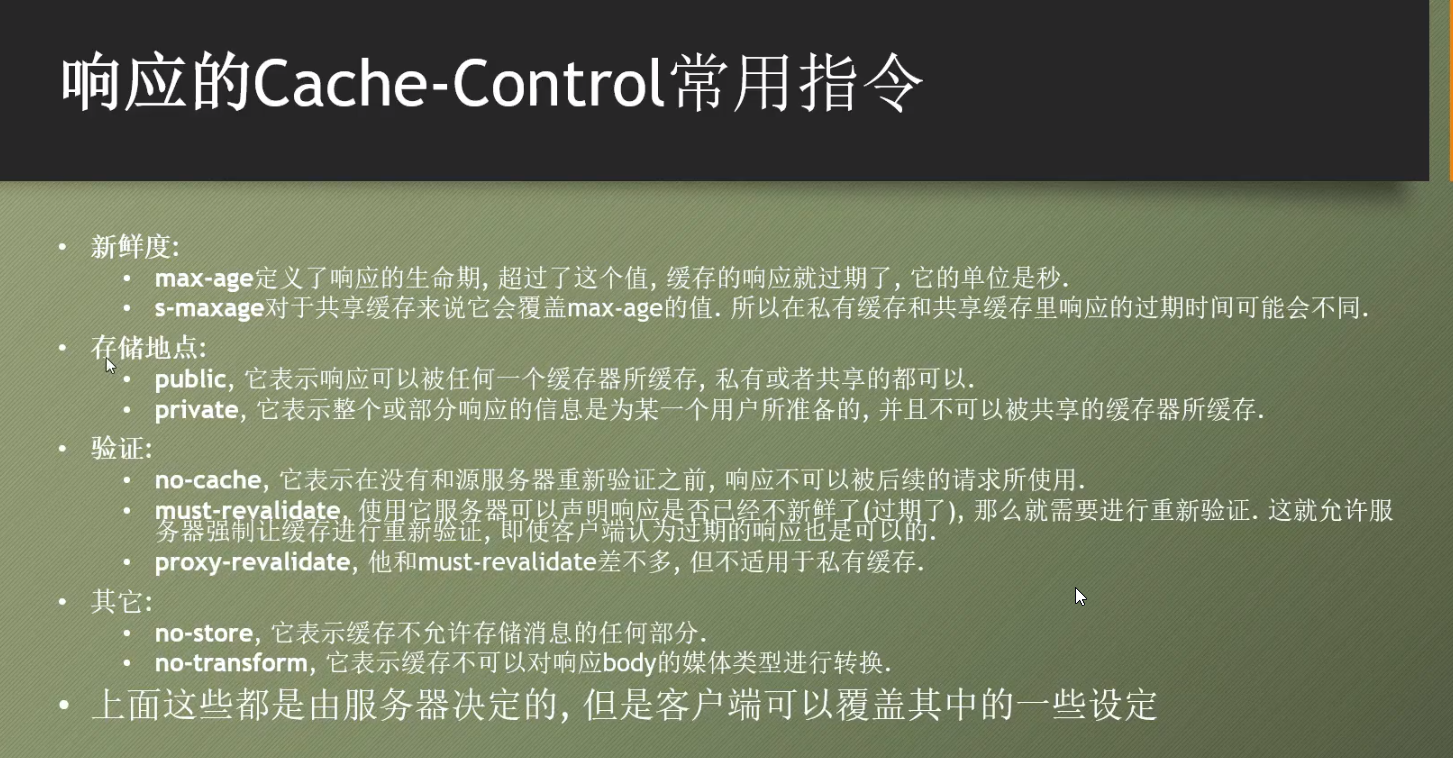 响应的Cache-Control常用指令
• 新鲜度:
• max-age定义了响应的生命期, 超过了这个值, 缓存的响应就过期了, 它的单位是秒.
• s-maxage对于共享缓存来说它会覆盖max-age的值. 所以在私有缓存和共享缓存里响应的过期时间可能会不同.
• 存储地点:
• public, 它表示响应可以被任何一个缓存器所缓存, 私有或者共享的都可以.
• private, 它表示整个或部分响应的信息是为某一个用户所准备的, 并且不可以被共享的缓存器所缓存.
• 验证:
• no-cache, 它表示在没有和源服务器重新验证之前, 响应不可以被后续的请求所使用.
• must-revalidate, 使用它服务器可以声明响应是否已经不新鲜了(过期了), 那么就需要进行重新验证. 这就允许服
务器强制让缓存进行重新验证, 即使客户端认为过期的响应也是可以的.
• proxy-revalidate, 他和must-revalidate差不多, 但不适用于私有缓存.
• 其它:
• no-store, 它表示缓存不允许存储消息的任何部分.
• no-transform, 它表示缓存不可以对响应body的媒体类型进行转换.
• 上面这些都是由服务器决定的, 但是客户端可以覆盖其中的一些设定